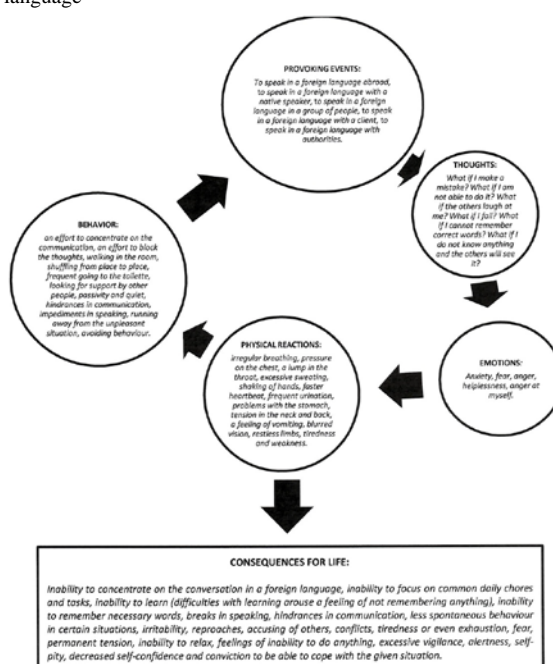 language
PROVOKING EVENTS:
To speak in a foreign language abroad,
to speak in a foreign language with a
native speaker, to speak in a foreign
language in a group of people, to speak
in a foreign language with a client, to
speak in a foreign language with
authorities.
THOUGHTS:
What if I make a
mistake? What if I am
not able to do it? What
if the others laugh at
me? What if I fail? What
if I cannot remember
correct words? What if I
do not know anything
and the others will see
it?
EMOTIONS:
Anxiety, fear, anger,
helplessness, anger at
myself.
PHYSICAL REACTIONS:
irregular breathing, pressure
on the chest, a lump in the
throat, excessive sweating,
shaking of hands, faster
heartbeat, frequent urination,
problems with the stomach,
tension in the neck and back,
a feeling of vomiting, blurred
vision, restless limbs, tiredness
and weakness.
BEHAVIOR:
an effort to concentrate on the
communication, an effort to block
the thoughts, walking in the room,
shuffling from place to place,
frequent going to the toilette,
looking for support by other
people, passivity and quiet,
hindrances in communication,
impediments in speaking, running
away from the unpleasant
situation, avoiding behaviour.
CONSEQUENCES FOR LIFE:
Inability to concentrate on the conversation in a foreign language, inability to focus on common daily chores
and tasks, inability to learn (difficulties with learning arouse a feeling of not remembering anything), inability
to remember necessary words, breaks in speaking, hindrances in communication, less spontaneous behaviour
in certain situations, irritability, reproaches, accusing of others, conflicts, tiredness or even exhaustion, fear,
permanent tension, inability to relax, feelings of inability to do anything, excessive vigilance, alertness, self-
pity, decreased self-confidence and conviction to be able to cope with the given situation.